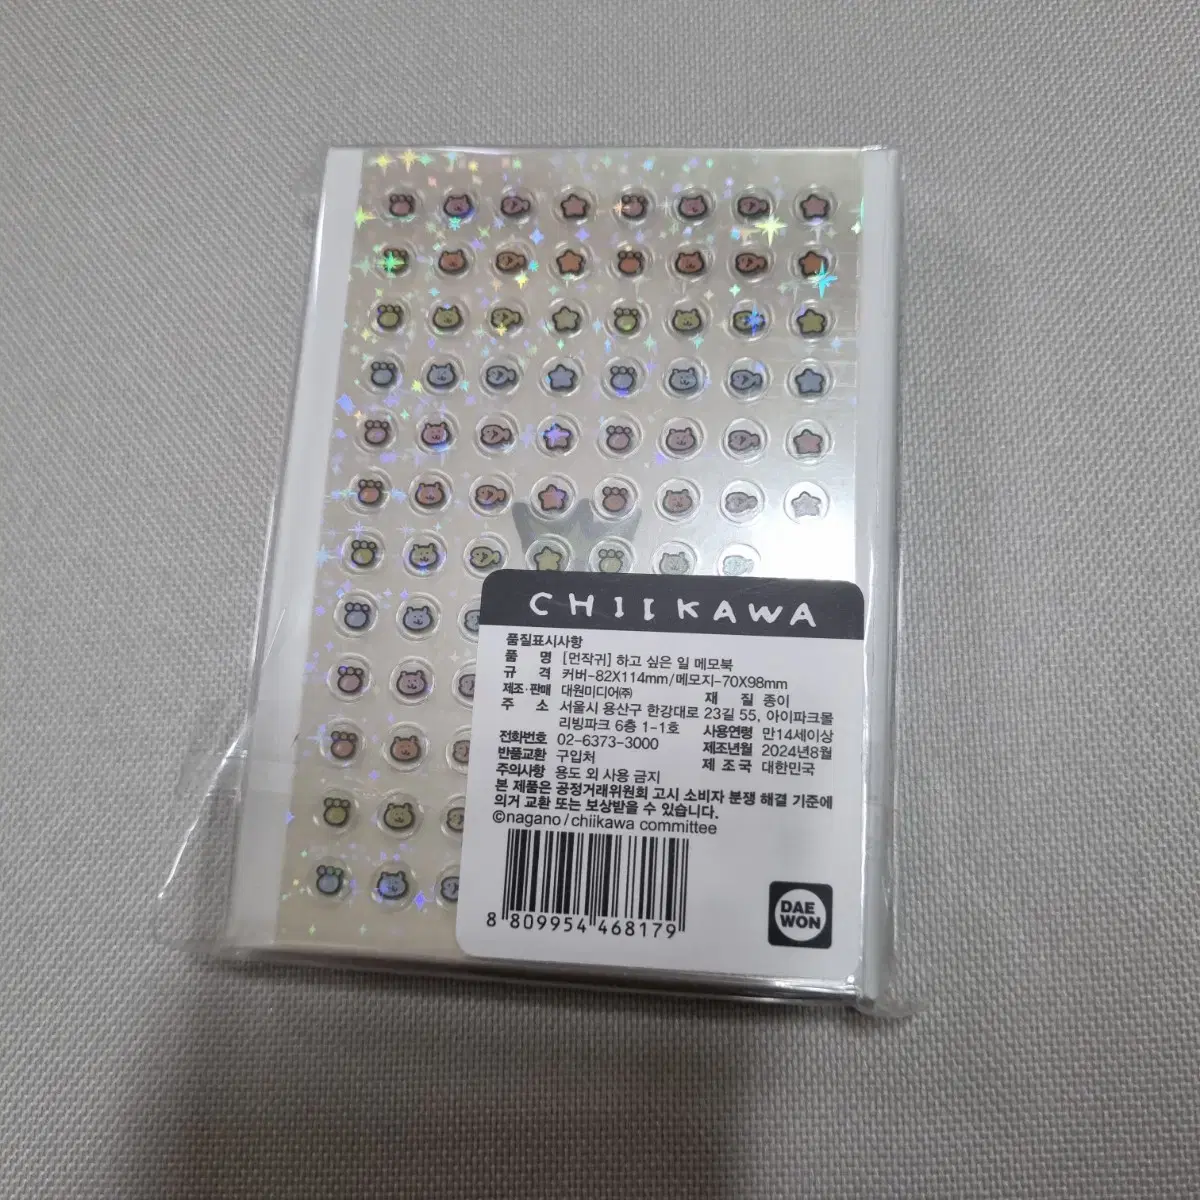 CHIIKAWA
품질표시사항
품 명 [먼작귀] 하고 싶은 일 메모북
규 격 커버-82X114mm/메모지-70X98mm
제조·판매 대원미디어㈜ 재 질 종이
주 소 서울시 용산구 한강대로 23길 55, 아이파크몰
리빙파크 6층 1-1호 사용연령 만14세이상
전화번호 02-6373-3000 제조년월 2024년8월
반품교환 구입처 제 조 국 대한민국
주의사항 용도 외 사용 금지
본 제품은 공정거래위원회 고시 소비자 분쟁 해결 기준에
의거 교환 또는 보상받을 수 있습니다.
©nagano/chiikawa committee
8 809954 468179
DAE
WON